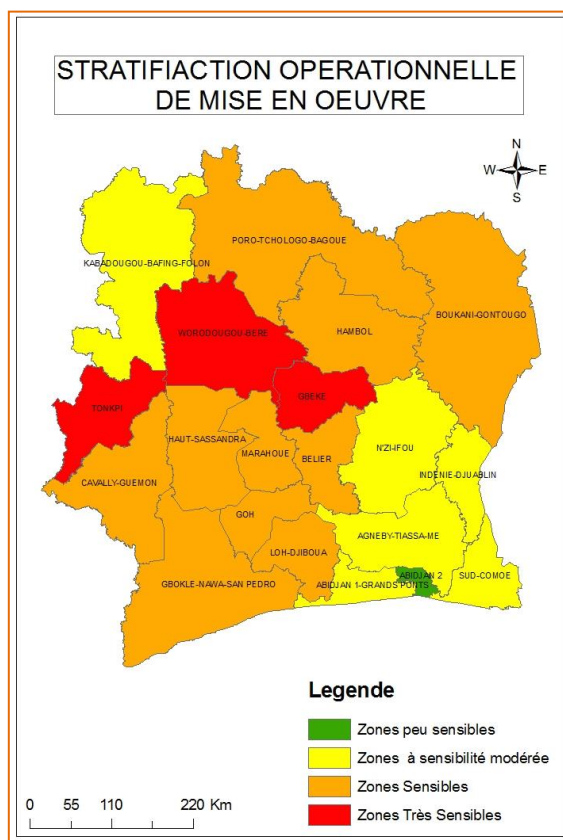 STRATIFIACTION OPERATIONNELLE
DE MISE EN OEUVRE
N
W E
S
PORO-TCHOLOGO-BAGOUE
KABADOUGOU-BAFING-FOLON
BOUKANI-GONTOUGO
WORODOUGOU-BERE
HAMBOL
GBEKE
TONKPI
HAUT-SASSANDRA
N'ZI-IFOU
MARAHOUE
BELIER
INDENIE-DJUABLIN
CAVALLY-GUEMON
GOH
AGNEBY-TIASSA-ME
LOH-DJIBOUA
ABIDJAN 2
SUD-COMOE
GBOKLE-NAWA-SAN PEDRO
ABIDJAN 1-GRANDS PONTS
Legende
Zones peu sensibles
Zones à sensibilité modérée
Zones Sensibles
Zones Très Sensibles
0 55 110 220 Km